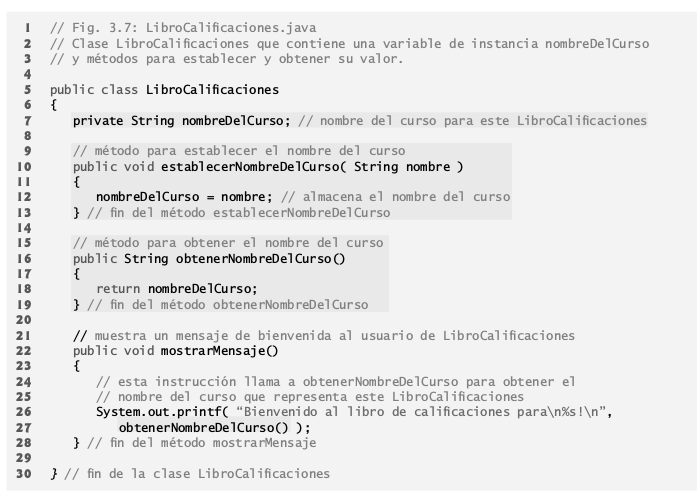 1 // Fig. 3.7: LibroCalificaciones.java
2 // Clase LibroCalificaciones que contiene una variable de instancia nombreDelCurso
3 // y métodos para establecer y obtener su valor.
4
5 public class LibroCalificaciones
6 {
7 private String nombreDelCurso; // nombre del curso para este LibroCalificaciones
8
9 // método para establecer el nombre del curso
10 public void establecerNombreDelCurso( String nombre )
11 {
12 nombreDelCurso = nombre; // almacena el nombre del curso
13 } // fin del método establecerNombreDelCurso
14
15 // método para obtener el nombre del curso
16 public String obtenerNombreDelCurso()
17 {
18 return nombreDelCurso;
19 } // fin del método obtenerNombreDelCurso
20
21 // muestra un mensaje de bienvenida al usuario de LibroCalificaciones
22 public void mostrarMensaje()
23 {
24 // esta instrucción llama a obtenerNombreDelCurso para obtener el
25 // nombre del curso que representa este LibroCalificaciones
26 System.out.printf( “Bienvenido al libro de calificaciones para\n%s!\n”,
27 obtenerNombreDelCurso() );
28 } // fin del método mostrarMensaje
29
30 } // fin de la clase LibroCalificaciones